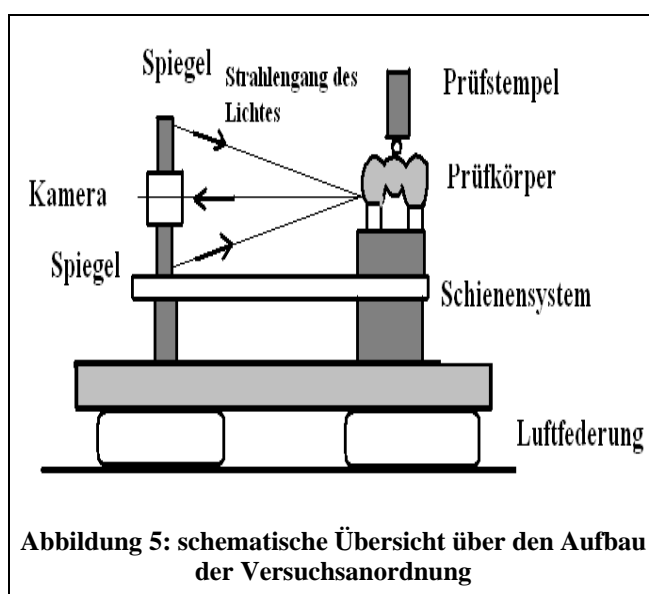 Spiegel
Strahlengang des
Lichtes
Prüfstempel
Kamera
Prüfkörper
Spiegel
Schienensystem
Luftfederung
Abbildung 5: schematische Übersicht über den Aufbau
der Versuchsanordnung